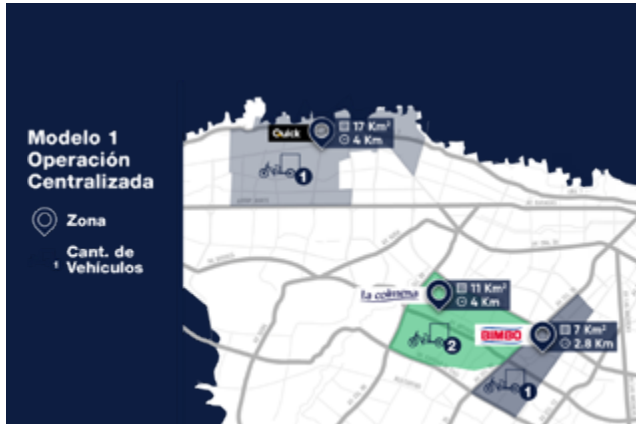 Modelo 1
Operación
Centralizada
Zona
Cant. de
1 Vehículos
Quick
17 Km²
4 Km
1
la colmena
11 Km²
4 Km
2
BIMBO
7 Km²
2.8 Km
1